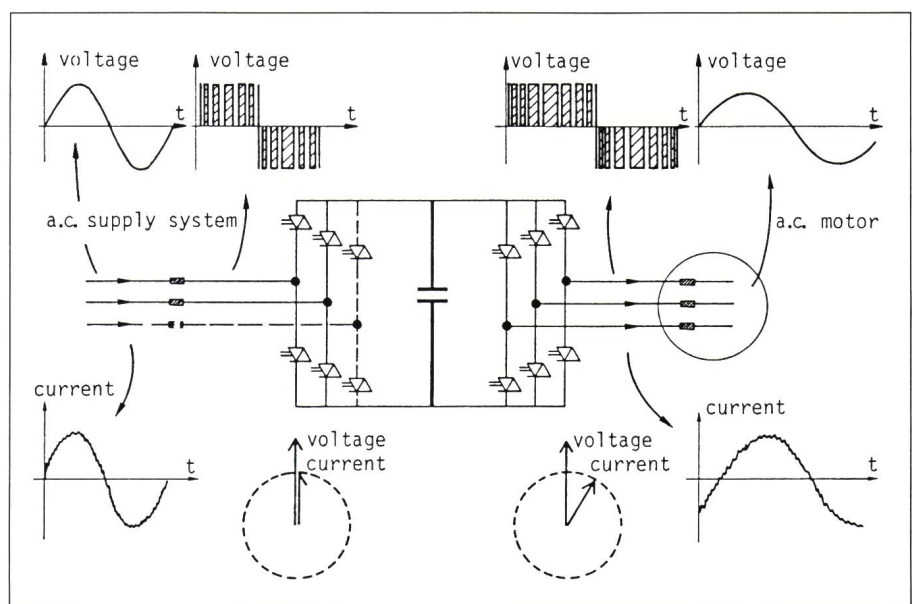 voltage
t
voltage
t
voltage
t
voltage
t
a.c. supply system
a.c. motor
current
t
voltage
current
voltage
current
current
t